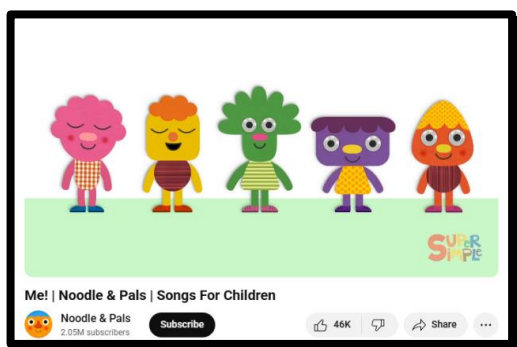 SUPER
SiMPLE
Me! | Noodle & Pals | Songs For Children
Noodle & Pals
2.05M subscribers
Subscribe
46K
Share